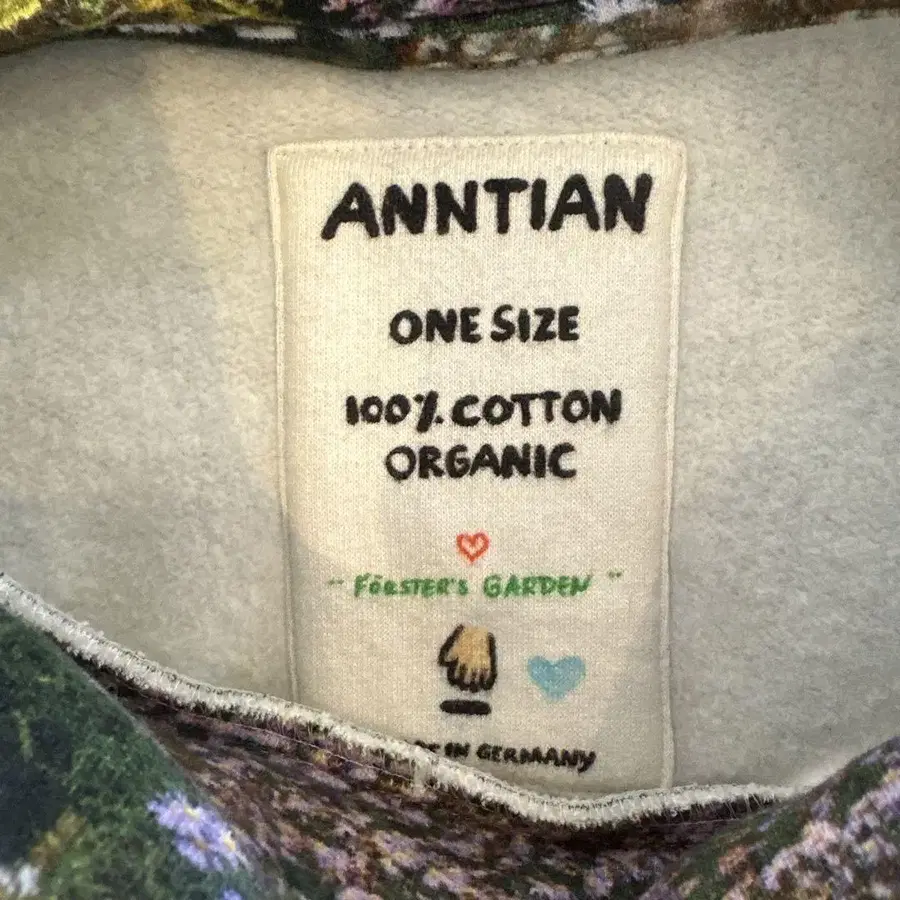 ANNTIAN
ONE SIZE
100% COTTON
ORGANIC
"FÖRSTER'S GARDEN"
IN GERMANY